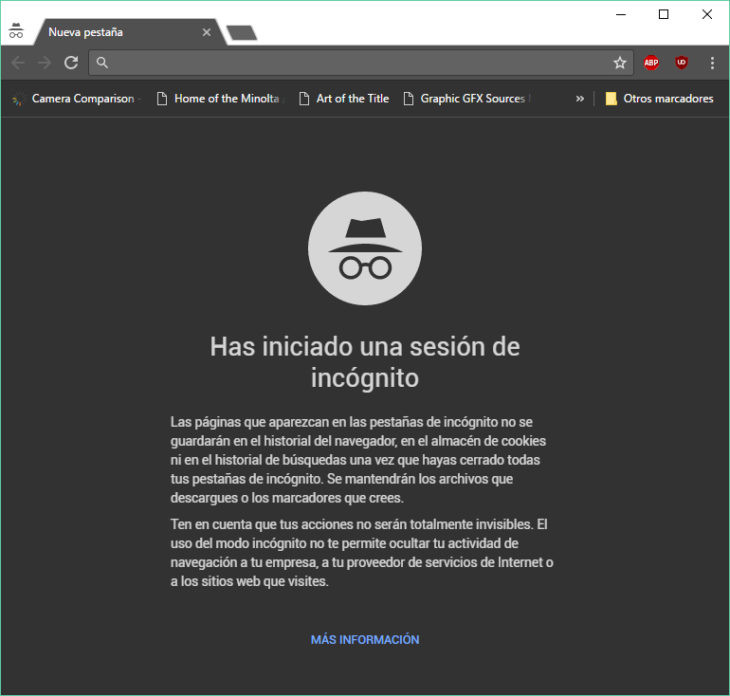 Nueva pestaña
ABP
UD
Camera Comparison
Home of the Minolta
Art of the Title
Graphic GFX Sources
»
Otros marcadores
Has iniciado una sesión de
incógnito
Las páginas que aparezcan en las pestañas de incógnito no se
guardarán en el historial del navegador, en el almacén de cookies
ni en el historial de búsquedas una vez que hayas cerrado todas
tus pestañas de incógnito. Se mantendrán los archivos que
descargues o los marcadores que crees.
Ten en cuenta que tus acciones no serán totalmente invisibles. El
uso del modo incógnito no te permite ocultar tu actividad de
navegación a tu empresa, a tu proveedor de servicios de Internet o
a los sitios web que visites.
MÁS INFORMACIÓN